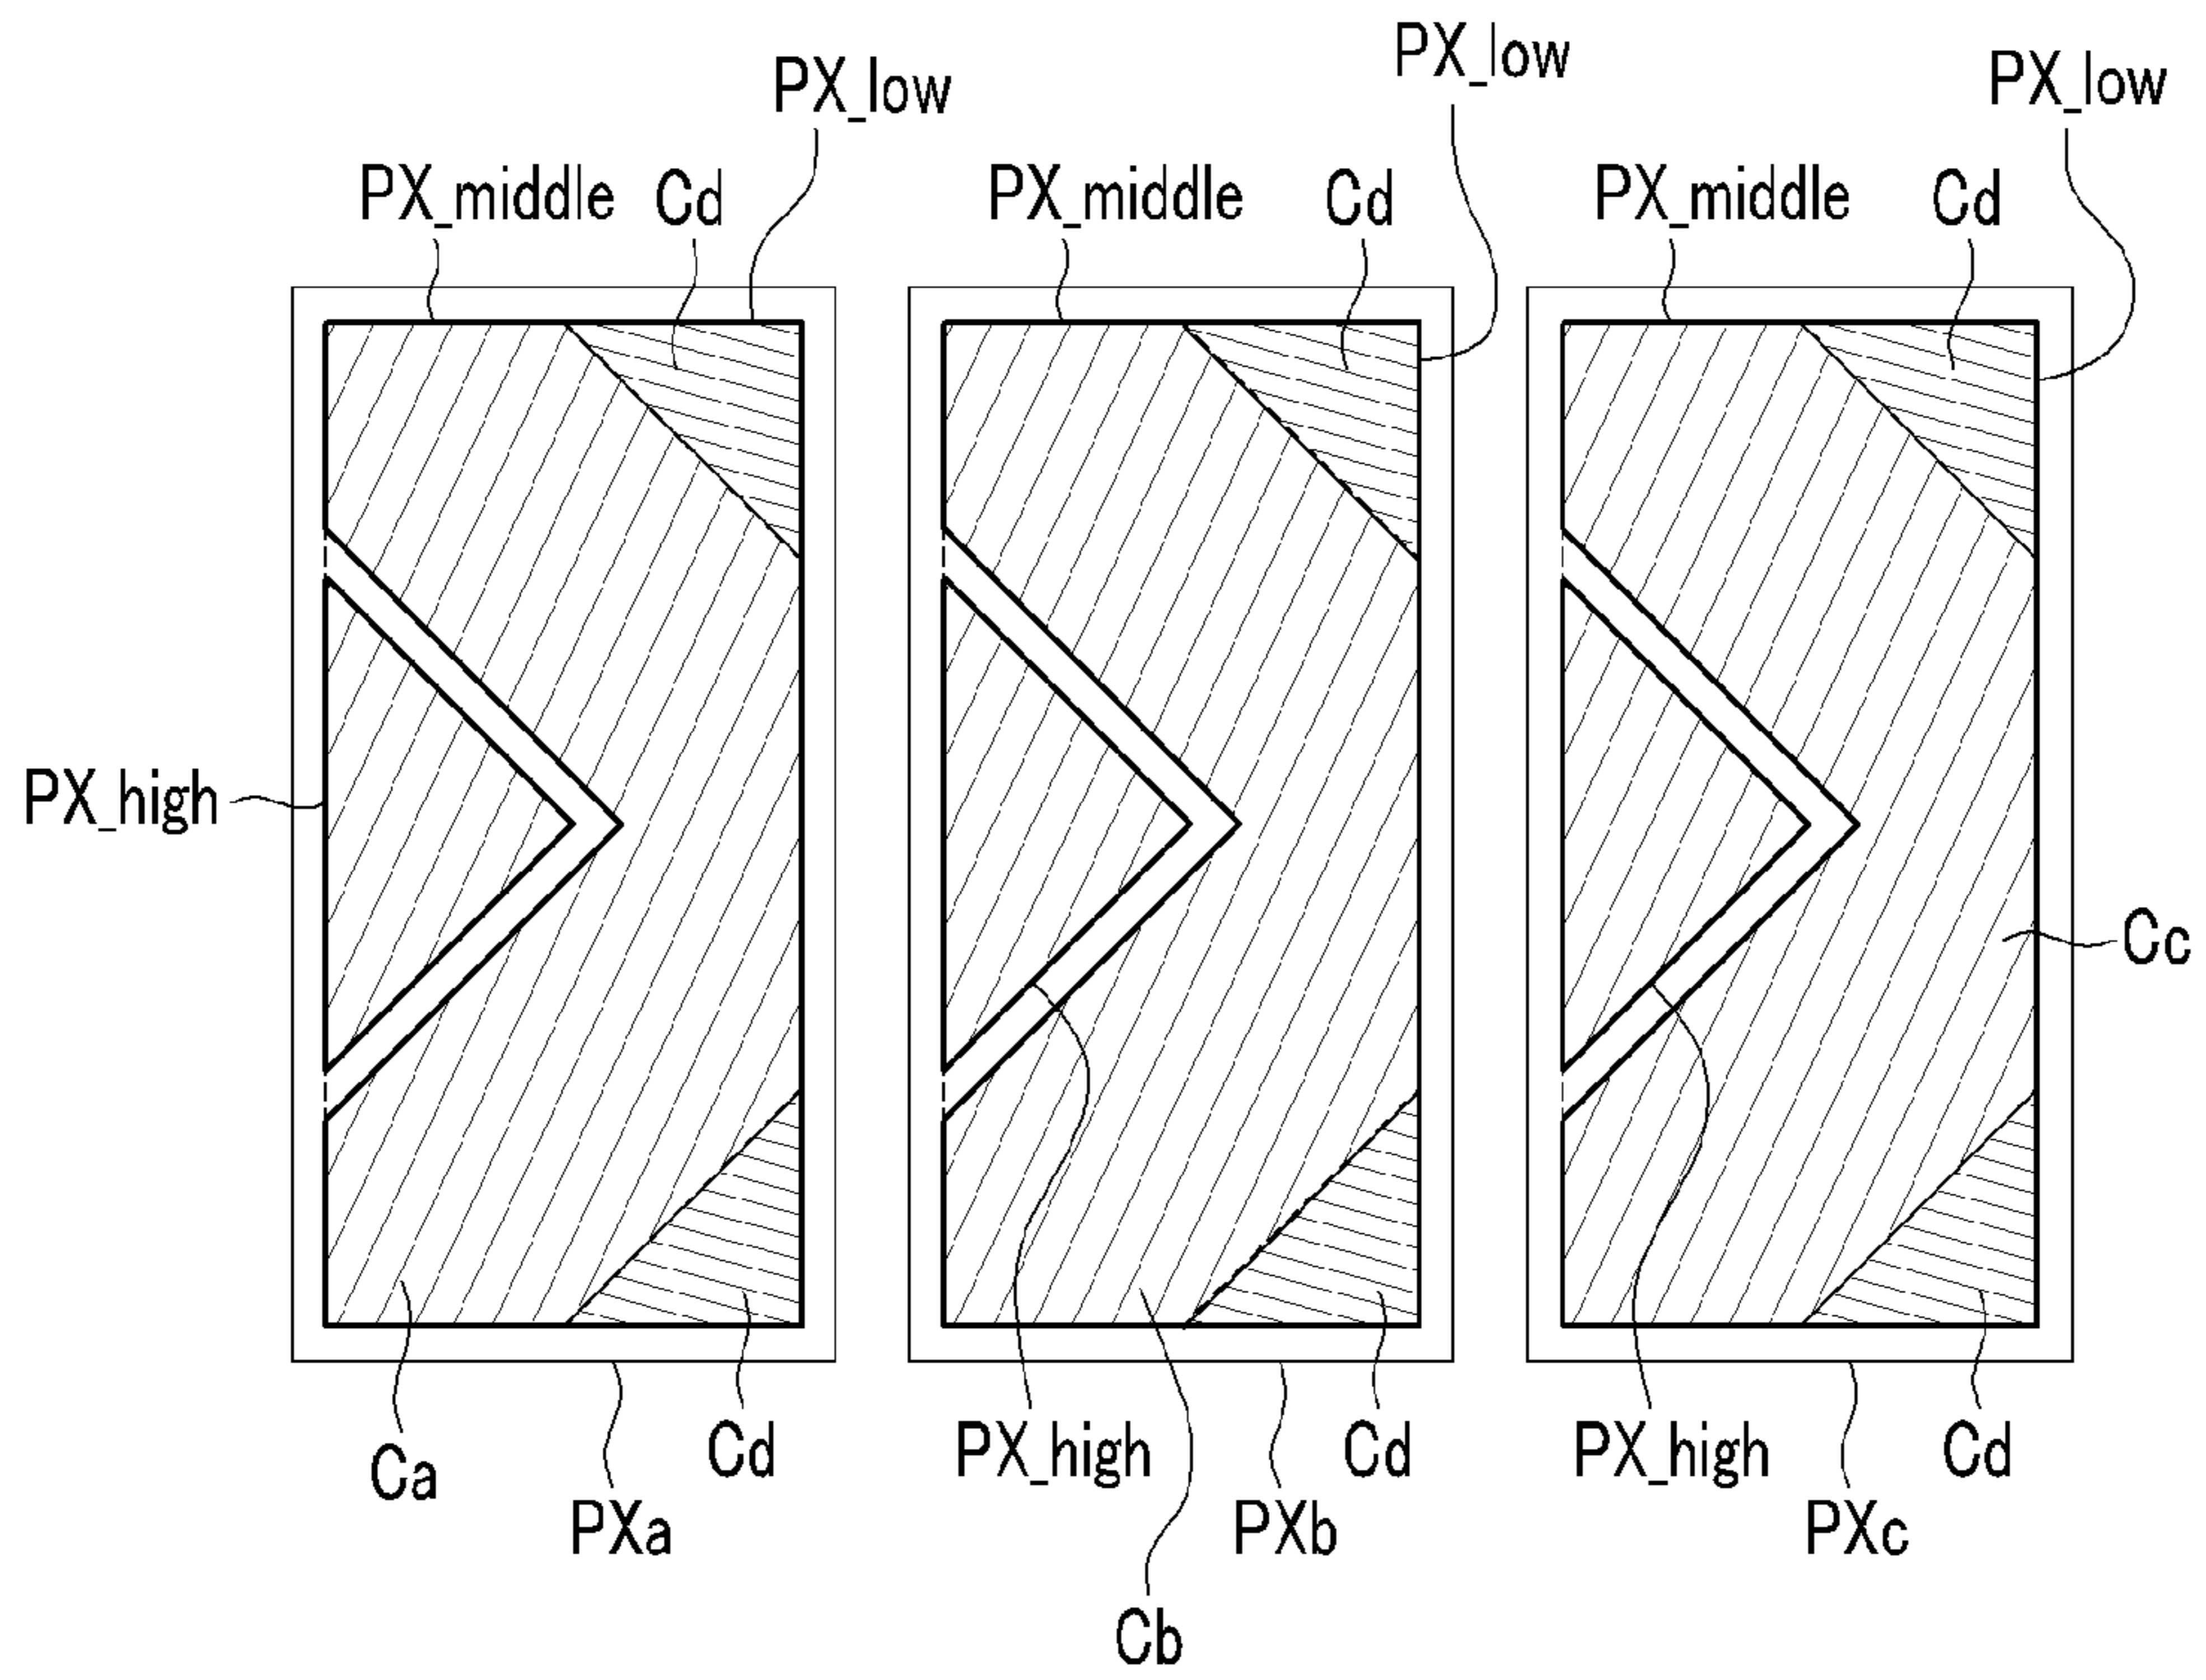 PX_low
PX_low
PX_low
PX_middle
Cd
PX_middle
Cd
PX_middle
Cd
PX_high
Cc
Ca
Cd
PX_high
Cd
PX_high
Cd
PXa
PXb
PXc
Cb